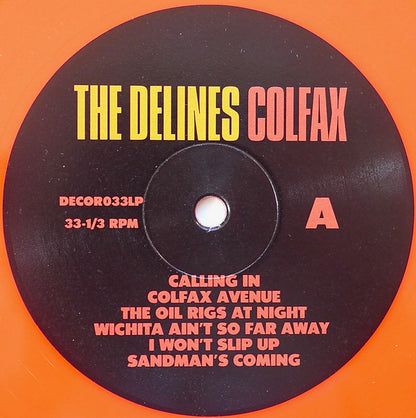 THE DELINES COLFAX
DECOR033LP
33-1/3 RPM
A
CALLING IN
COLFAX AVENUE
THE OIL RIGS AT NIGHT
WICHITA AIN'T SO FAR AWAY
I WON'T SLIP UP
SANDMAN'S COMING